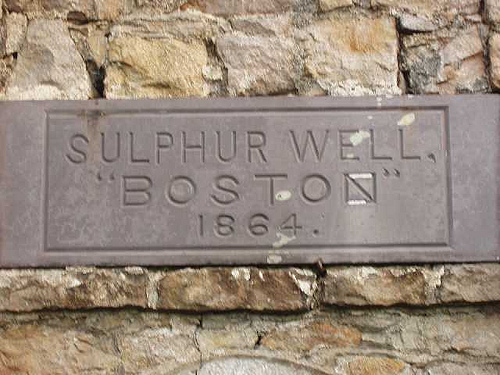 SULPHUR WELL,
"BOSTON"
1864.